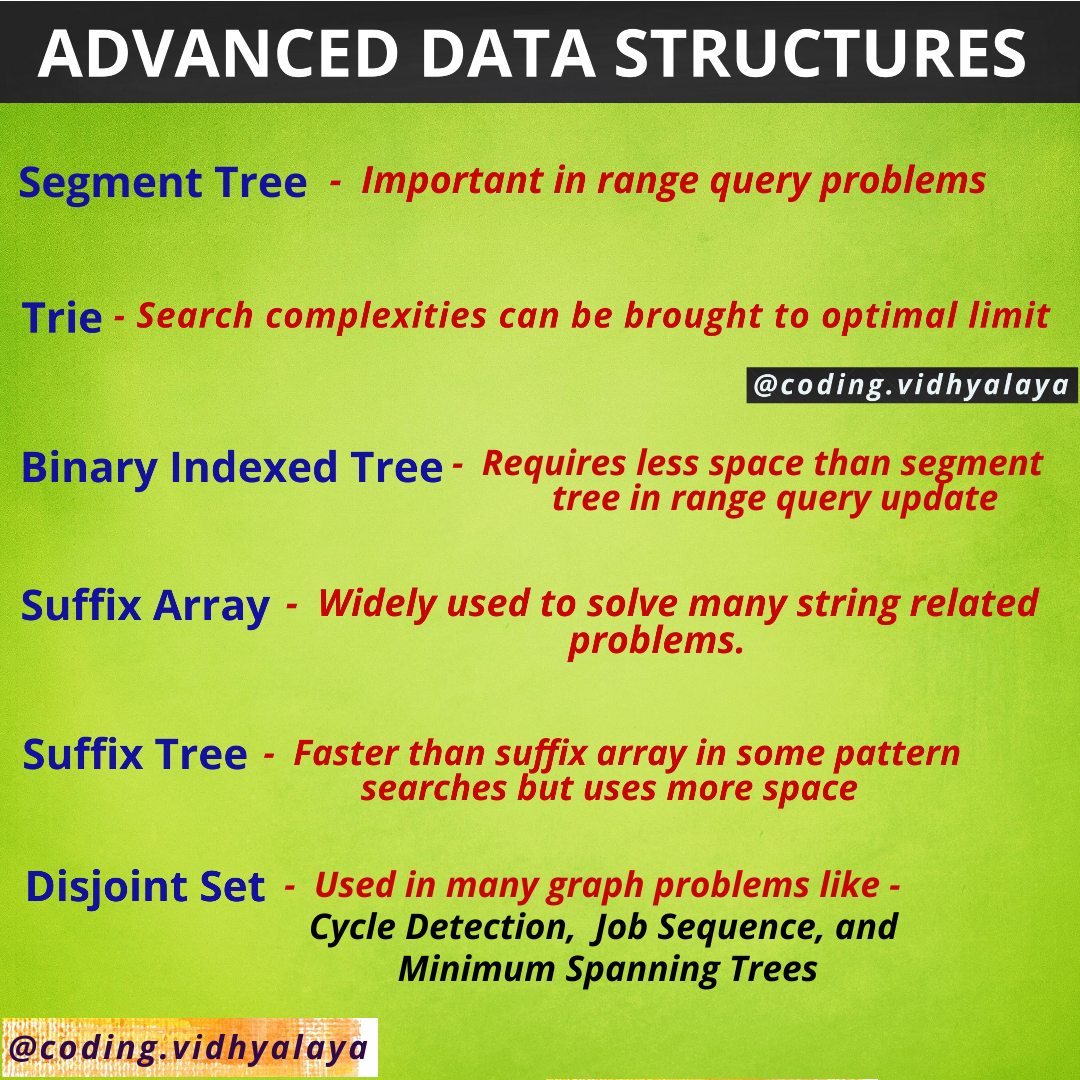 ADVANCED DATA STRUCTURES
Segment Tree - Important in range query problems
Trie - Search complexities can be brought to optimal limit
@coding.vidhyalaya
Binary Indexed Tree - Requires less space than segment
tree in range query update
Suffix Array - Widely used to solve many string related
problems.
Suffix Tree - Faster than suffix array in some pattern
searches but uses more space
Disjoint Set - Used in many graph problems like -
Cycle Detection, Job Sequence, and
Minimum Spanning Trees
@coding.vidhyalaya